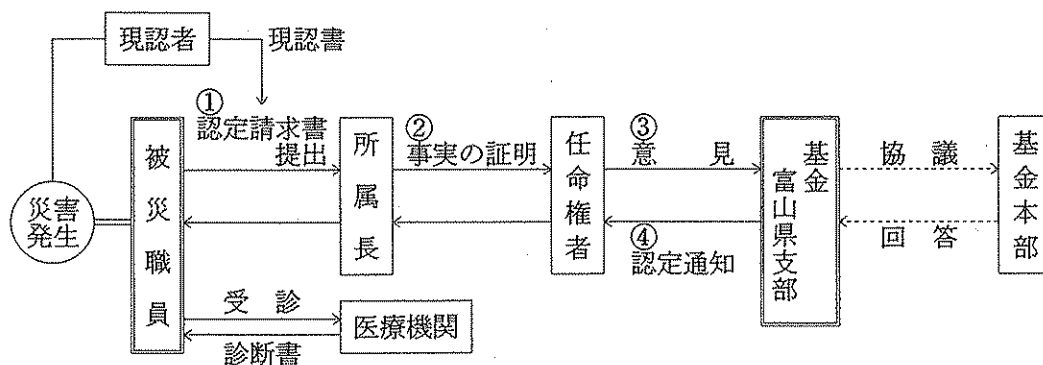 現認者
現認書
①
認定請求書
提出
②
事実の証明
③
意見
④
認定通知
協議
回答
災害
発生
被災職員
所属長
任命権者
基金
富山県支部
基金本部
受診
診断書
医療機関